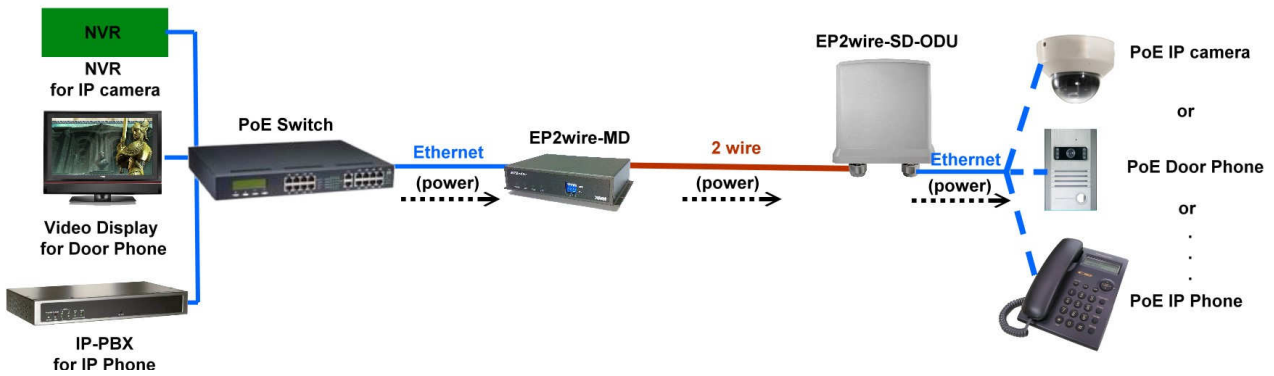 NVR
NVR
for IP camera
Video Display
for Door Phone
IP-PBX
for IP Phone
PoE Switch
Ethernet
(power)
EP2wire-MD
2 wire
(power)
EP2wire-SD-ODU
Ethernet
(power)
PoE IP camera
or
PoE Door Phone
or
PoE IP Phone